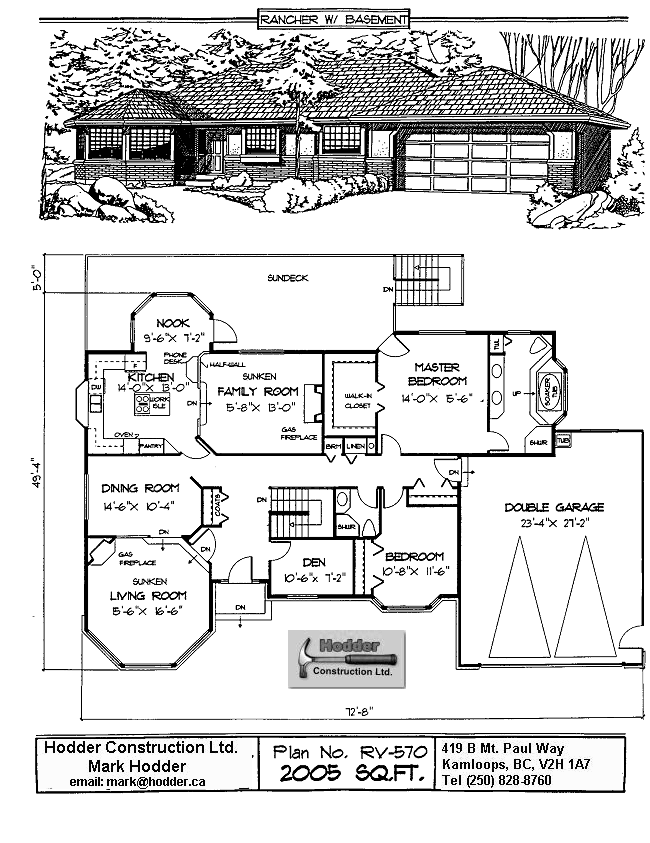 RANCHER W/ BASEMENT
5'-0"
SUNDECK
DN
NOOK
9'-6" X 7'-2"
PHONE
DESK
HALF-WALL
F
KITCHEN
14'-0" X 13'-0"
DW
WORK
ISLE
OVEN
PANTRY
DN
SUNKEN
FAMILY ROOM
15'-8" X 13'-0"
GAS
FIREPLACE
WALK-IN
CLOSET
BRM
LINEN
MASTER
BEDROOM
14'-0" X 15'-6"
TUL
UP
SOAKER
TUB
SHWR
TUB
49'-4"
DINING ROOM
14'-6" X 10'-4"
DN
COATS
DN
SHWR
DN
DOUBLE GARAGE
23'-4" X 27'-2"
GAS
FIREPLACE
DN
SUNKEN
LIVING ROOM
15'-6" X 16'-6"
DEN
10'-6" X 7'-2"
BEDROOM
10'-8" X 11'-6"
DN
Hodder
Construction Ltd.
72'-8"
Hodder Construction Ltd.
Mark Hodder
email: mark@hodder.ca
Plan No. RV-570
2005 SQ.FT.
419 B Mt. Paul Way
Kamloops, BC, V2H 1A7
Tel (250) 828-8760